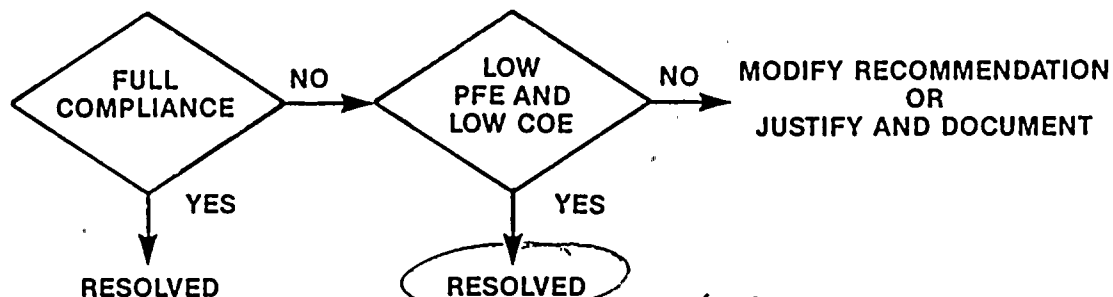 FULL
COMPLIANCE
NO
LOW
PFE AND
LOW COE
NO
MODIFY RECOMMENDATION
OR
JUSTIFY AND DOCUMENT
YES
YES
RESOLVED
RESOLVED